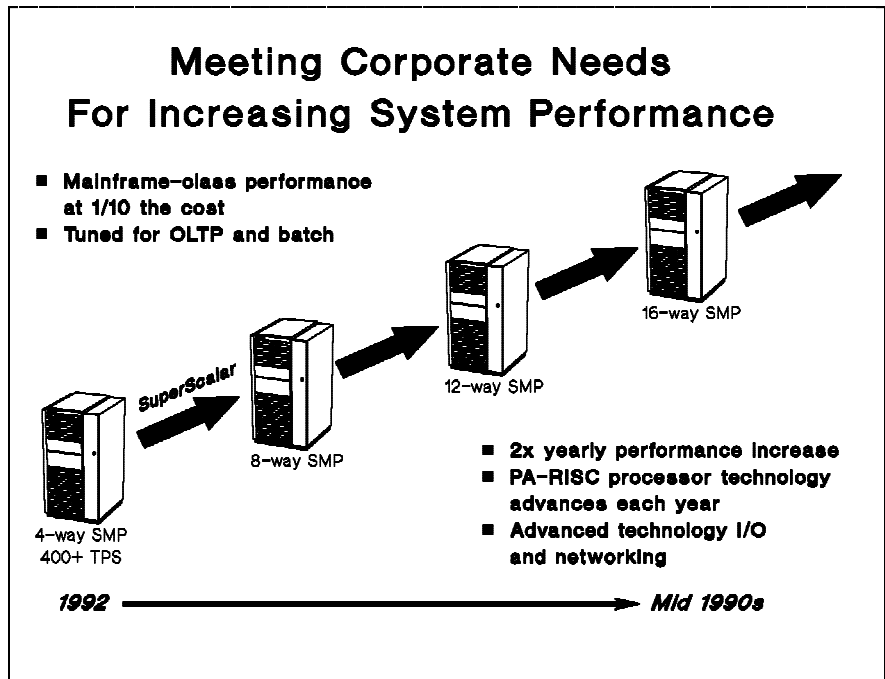 Meeting Corporate Needs
For Increasing System Performance
■ Mainframe-class performance
at 1/10 the cost
■ Tuned for OLTP and batch
16-way SMP
12-way SMP
SuperScalar
8-way SMP
4-way SMP
400+ TPS
■ 2x yearly performance increase
■ PA-RISC processor technology
advances each year
■ Advanced technology I/O
and networking
1992
Mid 1990s